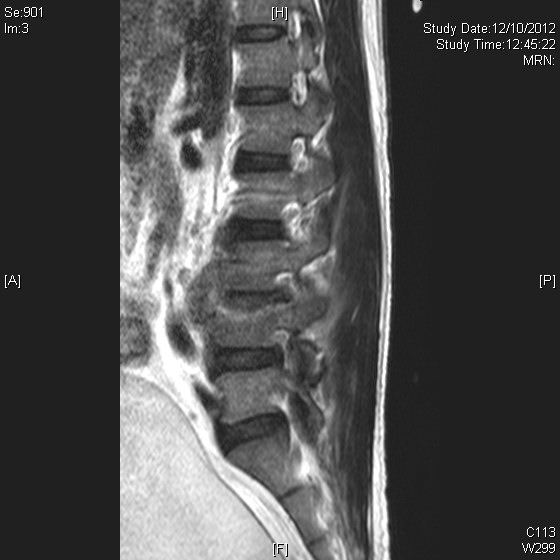 Se:901
Im:3
[H]
Study Date:12/10/2012
Study Time:12:45:22
MRN:
[A]
[P]
[F]
C113
W299